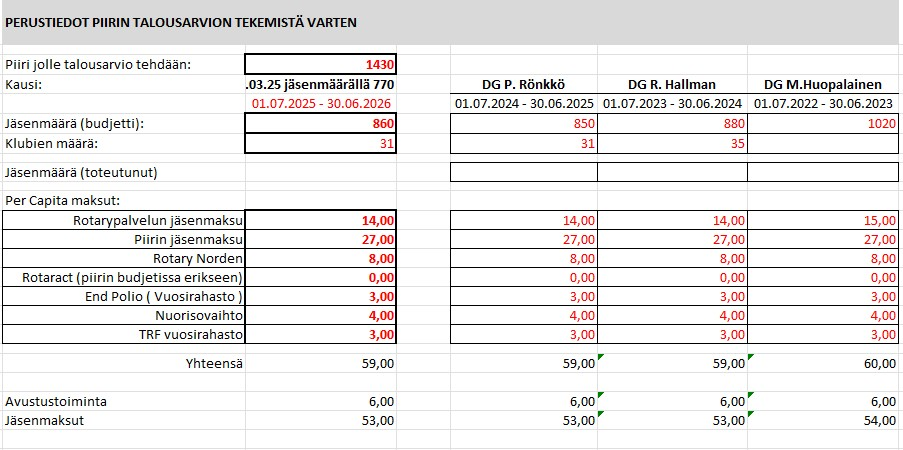 PERUSTIEDOT PIIRIN TALOUSARVION TEKEMISTÄ VARTEN
Piiri jolle talousarvio tehdään: 1430
Kausi: .03.25 jäsenmäärällä 770 DG P. Rönkkö DG R. Hallman DG M.Huopalainen
01.07.2025 - 30.06.2026 01.07.2024 - 30.06.2025 01.07.2023 - 30.06.2024 01.07.2022 - 30.06.2023
Jäsenmäärä (budjetti): 860 850 880 1020
Klubien määrä: 31 31 35
Jäsenmäärä (toteutunut)
Per Capita maksut:
Rotarypalvelun jäsenmaksu 14,00 14,00 14,00 15,00
Piirin jäsenmaksu 27,00 27,00 27,00 27,00
Rotary Norden 8,00 8,00 8,00 8,00
Rotaract (piirin budjetissa erikseen) 0,00 0,00 0,00 0,00
End Polio ( Vuosirahasto ) 3,00 3,00 3,00 3,00
Nuorisovaihto 4,00 4,00 4,00 4,00
TRF vuosirahasto 3,00 3,00 3,00 3,00
Yhteensä 59,00 59,00 59,00 60,00
Avustustoiminta 6,00 6,00 6,00 6,00
Jäsenmaksut 53,00 53,00 53,00 54,00